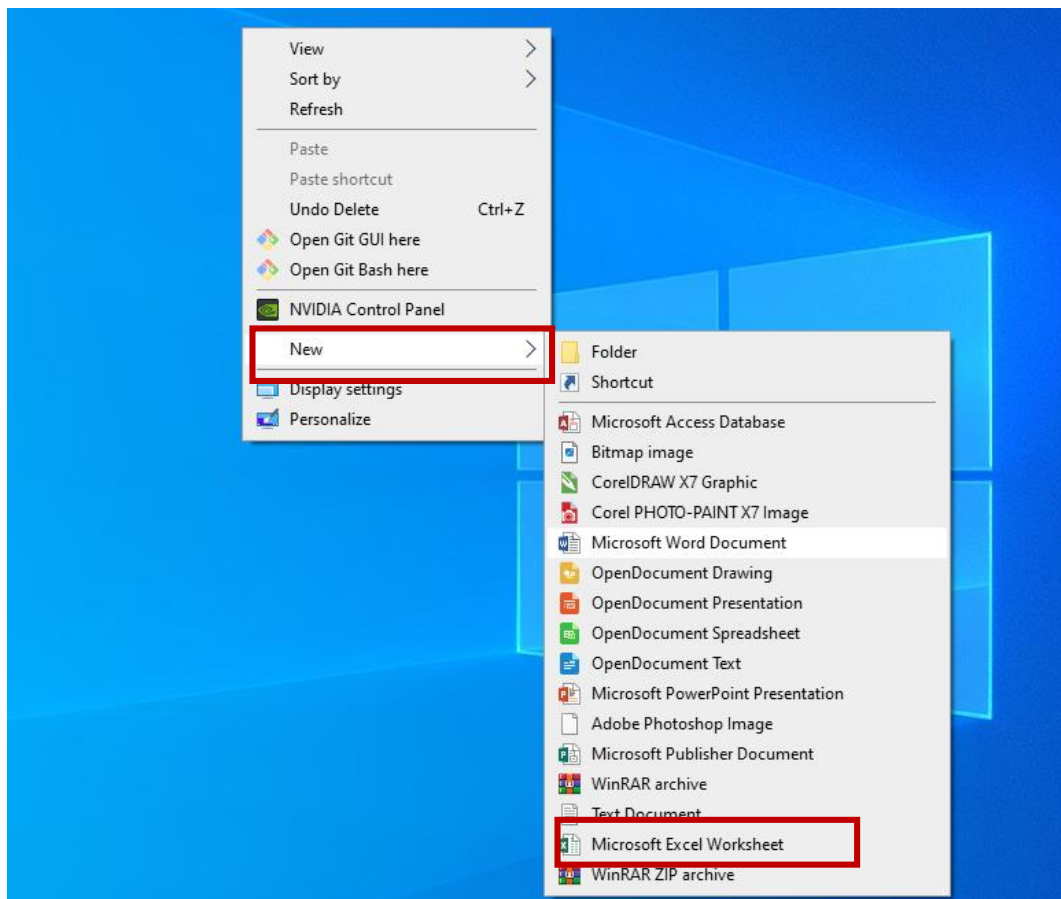 View
Sort by
Refresh
Paste
Paste shortcut
Undo Delete Ctrl+Z
Open Git GUI here
Open Git Bash here
NVIDIA Control Panel
New
Display settings
Personalize
Folder
Shortcut
Microsoft Access Database
Bitmap image
CorelDRAW X7 Graphic
Corel PHOTO-PAINT X7 Image
Microsoft Word Document
OpenDocument Drawing
OpenDocument Presentation
OpenDocument Spreadsheet
OpenDocument Text
Microsoft PowerPoint Presentation
Adobe Photoshop Image
Microsoft Publisher Document
WinRAR archive
Text Document
Microsoft Excel Worksheet
WinRAR ZIP archive